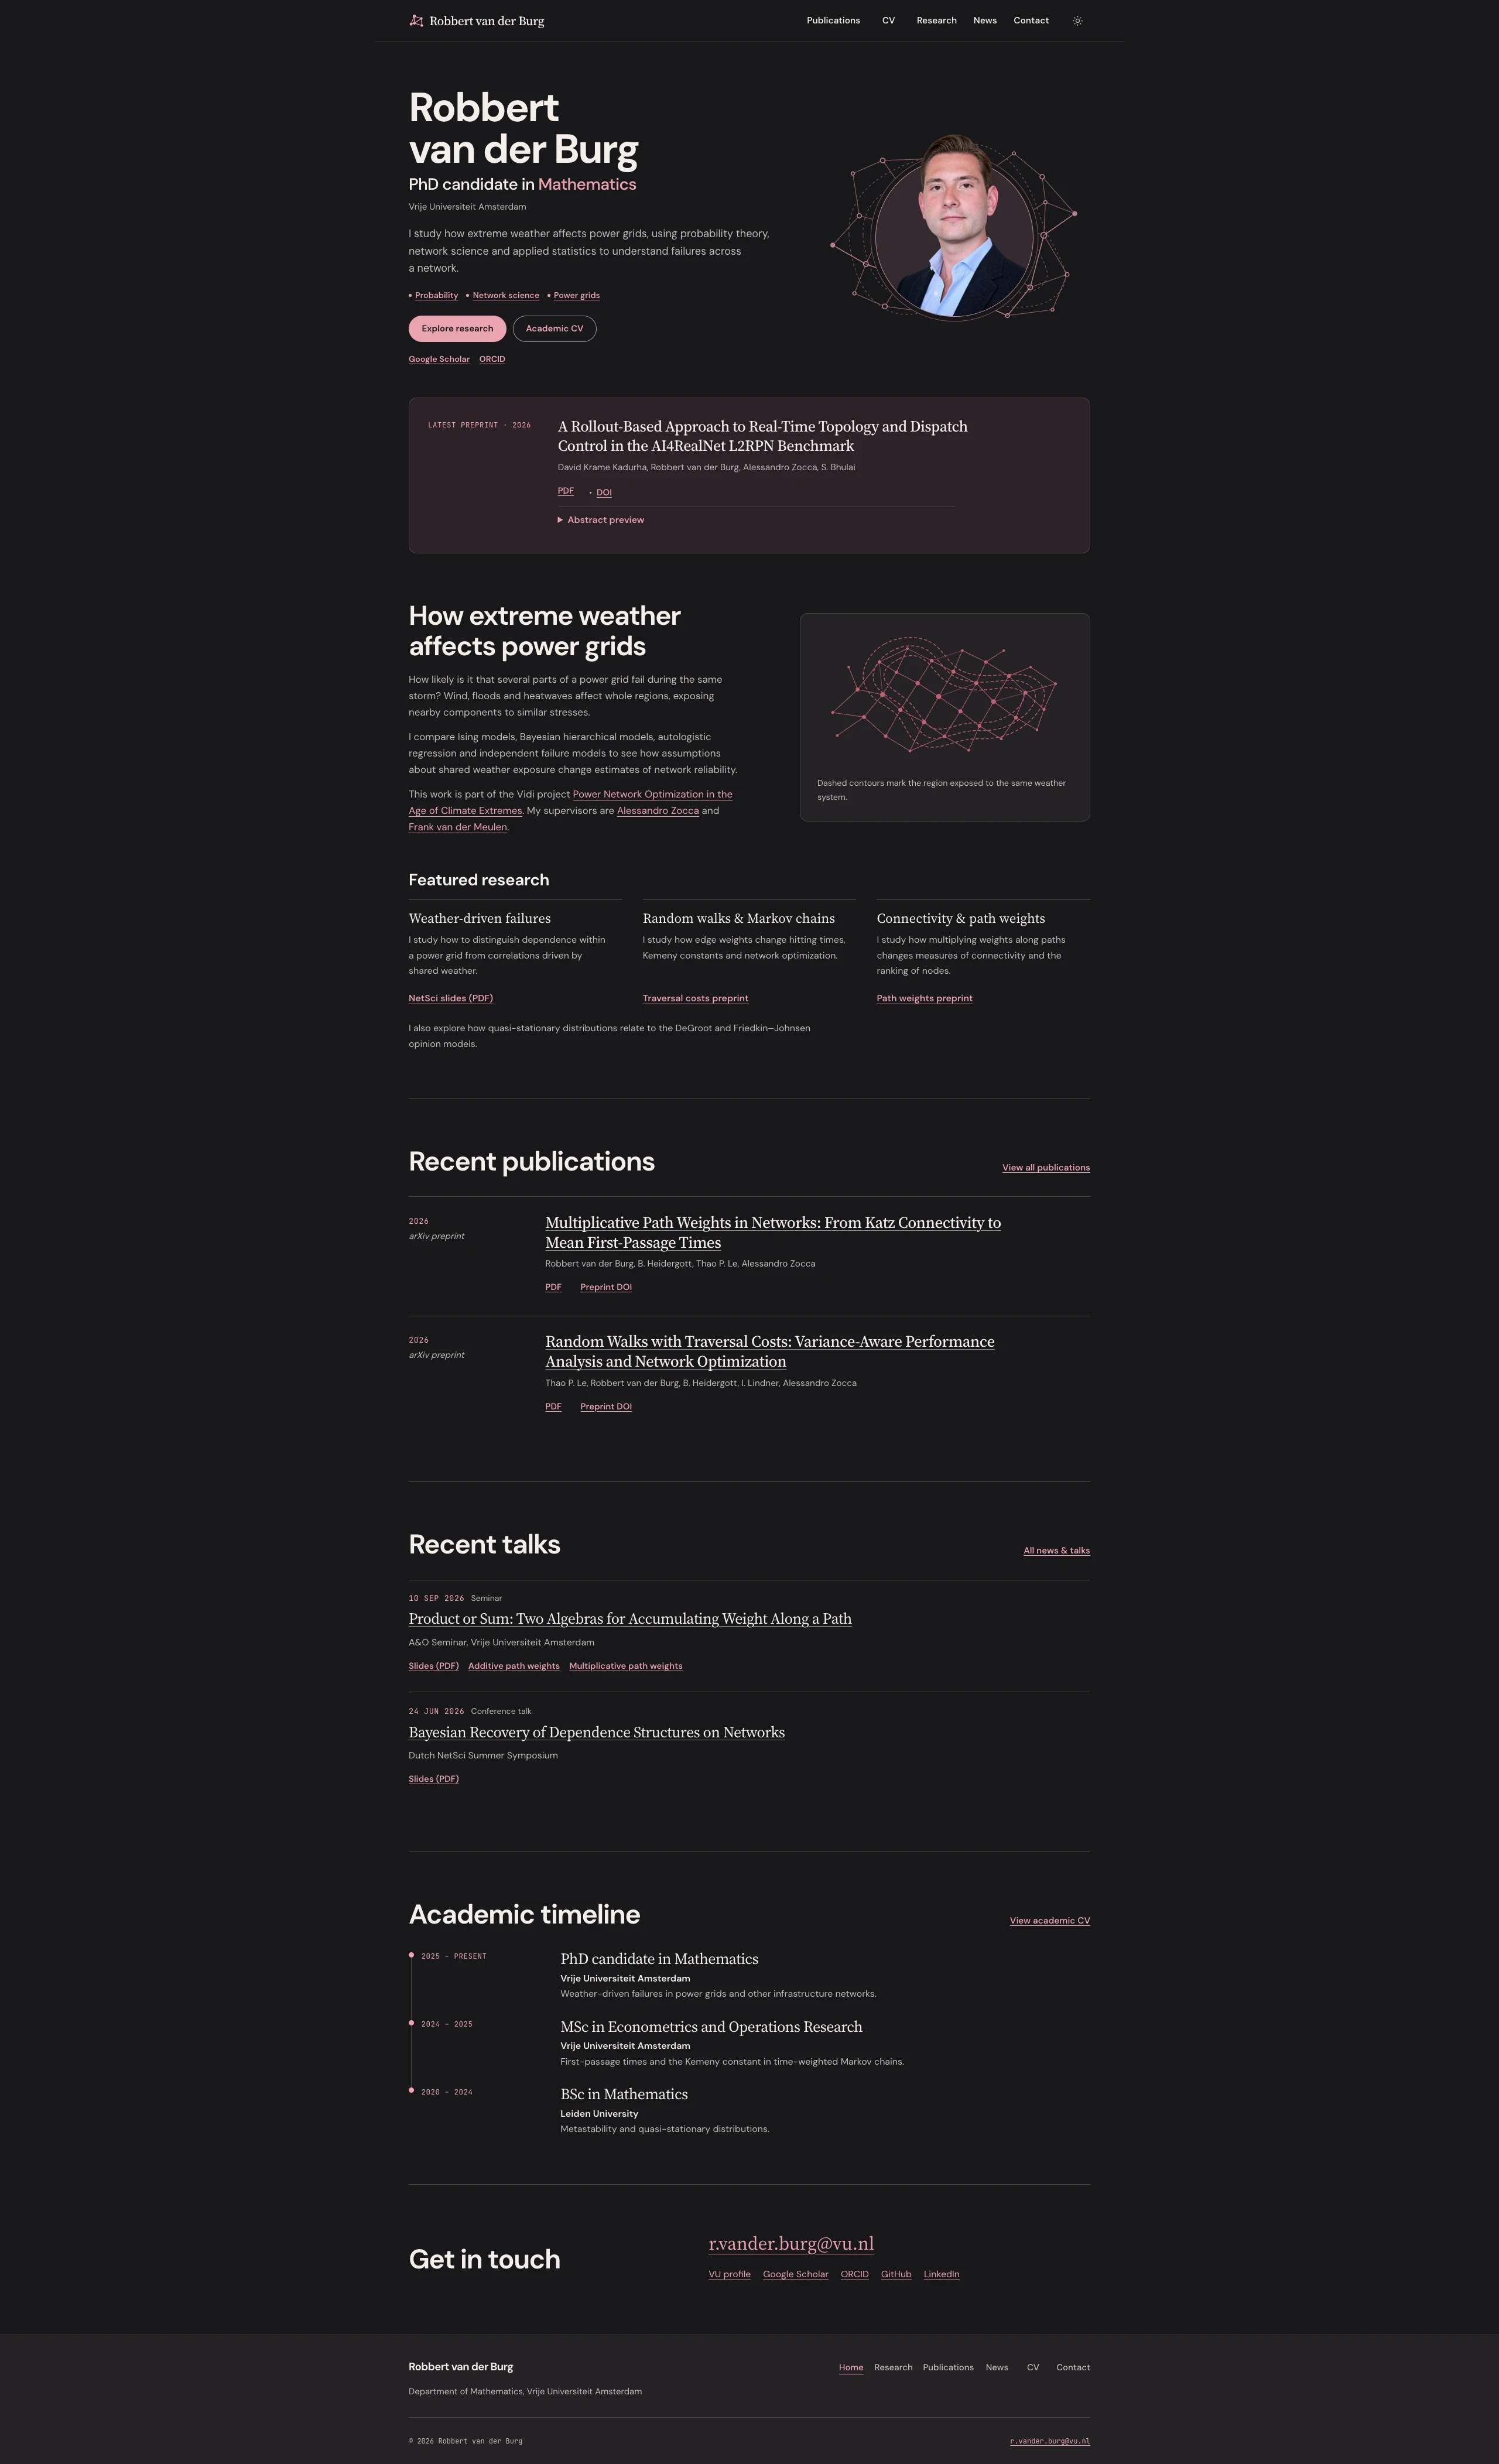 Robbert van der Burg
Publications CV Research News Contact
Robbert
van der Burg
PhD candidate in Mathematics
Vrije Universiteit Amsterdam
I study how extreme weather affects power grids, using probability theory,
network science and applied statistics to understand failures across
a network.
• Probability • Network science • Power grids
Explore research Academic CV
Google Scholar ORCID
LATEST PREPRINT · 2026
A Rollout-Based Approach to Real-Time Topology and Dispatch
Control in the AI4RealNet L2RPN Benchmark
David Krame Kadurha, Robbert van der Burg, Alessandro Zocca, S. Bhulai
PDF · DOI
▶ Abstract preview
How extreme weather
affects power grids
How likely is it that several parts of a power grid fail during the same
storm? Wind, floods and heatwaves affect whole regions, exposing
nearby components to similar stresses.
I compare Ising models, Bayesian hierarchical models, autologistic
regression and independent failure models to see how assumptions
about shared weather exposure change estimates of network reliability.
This work is part of the Vidi project Power Network Optimization in the
Age of Climate Extremes. My supervisors are Alessandro Zocca and
Frank van der Meulen.
Dashed contours mark the region exposed to the same weather
system.
Featured research
Weather-driven failures
I study how to distinguish dependence within
a power grid from correlations driven by
shared weather.
NetSci slides (PDF)
Random walks & Markov chains
I study how edge weights change hitting times,
Kemeny constants and network optimization.
Traversal costs preprint
Connectivity & path weights
I study how multiplying weights along paths
changes measures of connectivity and the
ranking of nodes.
Path weights preprint
I also explore how quasi-stationary distributions relate to the DeGroot and Friedkin–Johnsen
opinion models.
Recent publications
View all publications
2026
arXiv preprint
Multiplicative Path Weights in Networks: From Katz Connectivity to
Mean First-Passage Times
Robbert van der Burg, B. Heidergott, Thao P. Le, Alessandro Zocca
PDF Preprint DOI
2026
arXiv preprint
Random Walks with Traversal Costs: Variance-Aware Performance
Analysis and Network Optimization
Thao P. Le, Robbert van der Burg, B. Heidergott, I. Lindner, Alessandro Zocca
PDF Preprint DOI
Recent talks
All news & talks
10 SEP 2026 Seminar
Product or Sum: Two Algebras for Accumulating Weight Along a Path
A&O Seminar, Vrije Universiteit Amsterdam
Slides (PDF) Additive path weights Multiplicative path weights
24 JUN 2026 Conference talk
Bayesian Recovery of Dependence Structures on Networks
Dutch NetSci Summer Symposium
Slides (PDF)
Academic timeline
View academic CV
2025 – PRESENT
PhD candidate in Mathematics
Vrije Universiteit Amsterdam
Weather-driven failures in power grids and other infrastructure networks.
2024 – 2025
MSc in Econometrics and Operations Research
Vrije Universiteit Amsterdam
First-passage times and the Kemeny constant in time-weighted Markov chains.
2020 – 2024
BSc in Mathematics
Leiden University
Metastability and quasi-stationary distributions.
Get in touch
r.vander.burg@vu.nl
VU profile Google Scholar ORCID GitHub LinkedIn
Robbert van der Burg
Home Research Publications News CV Contact
Department of Mathematics, Vrije Universiteit Amsterdam
© 2026 Robbert van der Burg
r.vander.burg@vu.nl